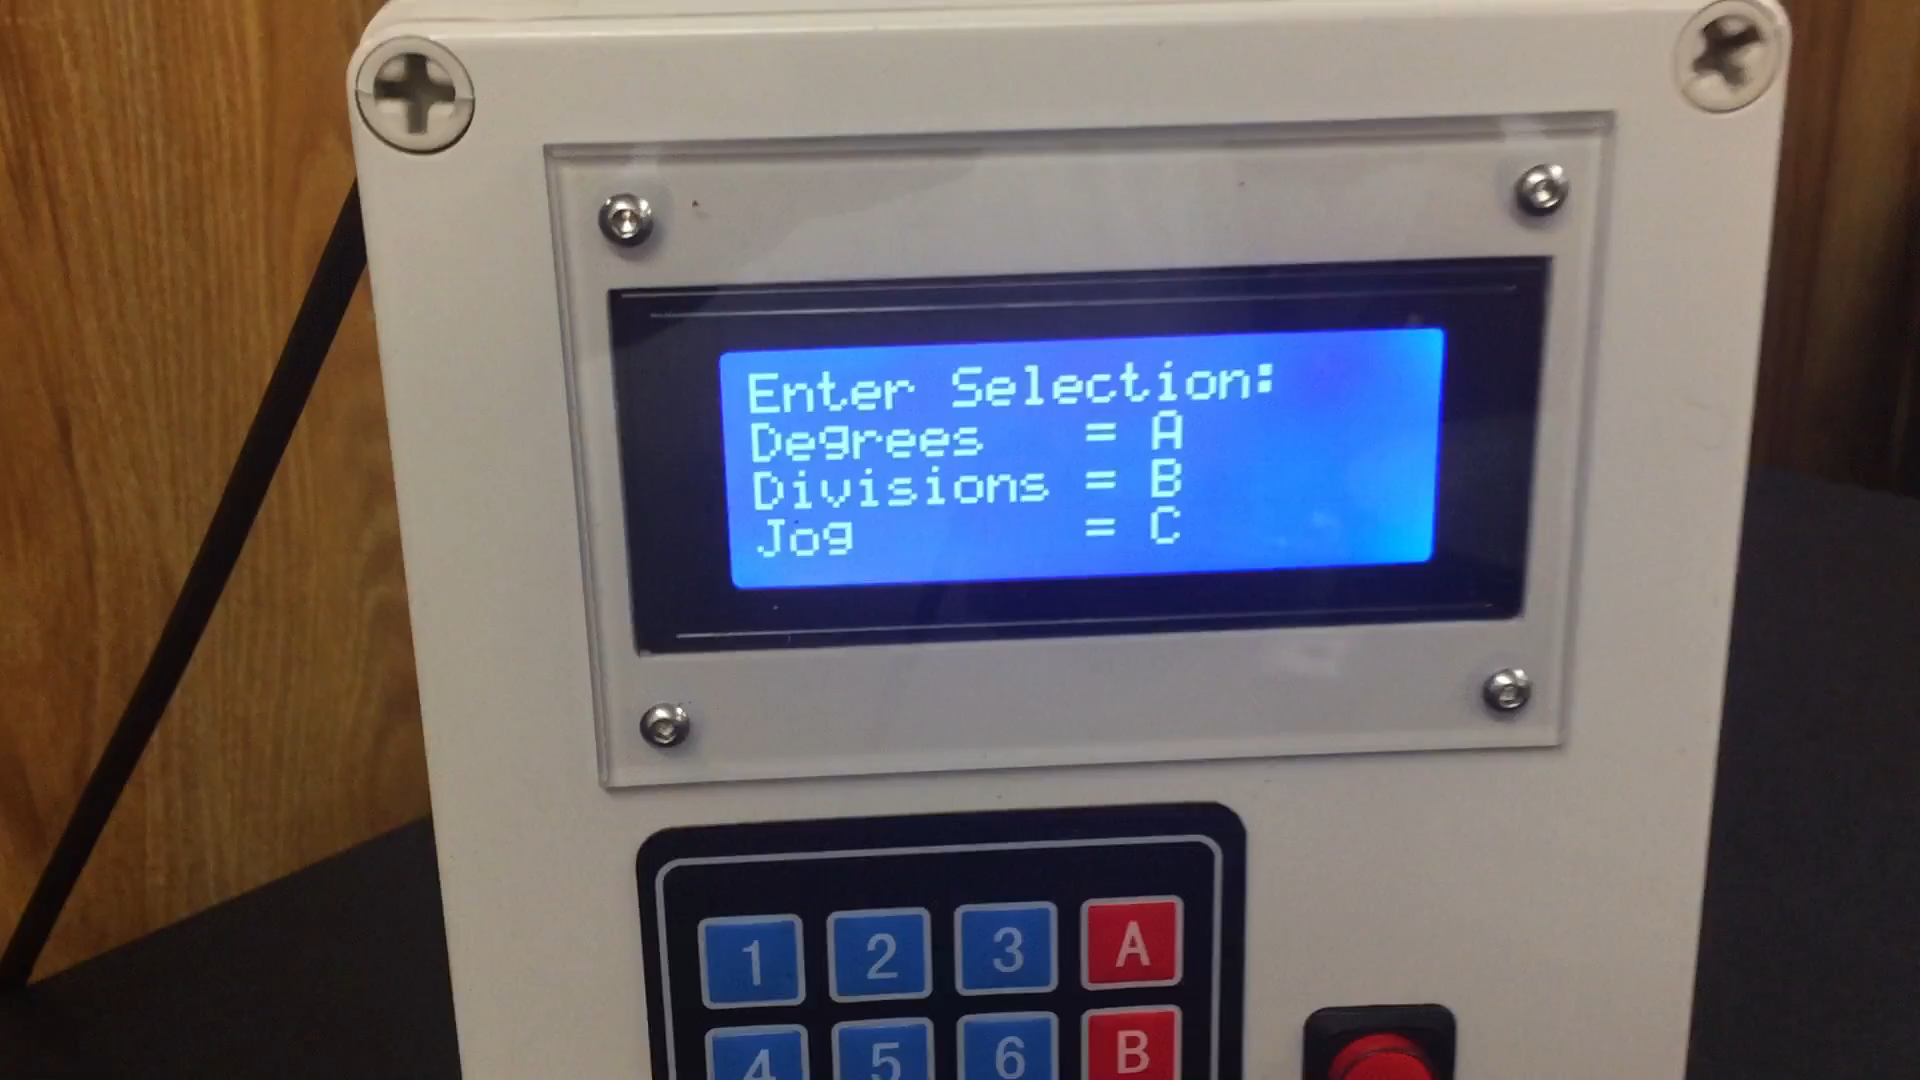 Enter Selection:
Degrees   = A
Divisions = B
Jog       = C
1 2 3 A
4 5 6 B